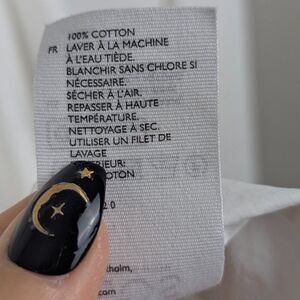 100% COTTON
FR LAVER À LA MACHINE
À L'EAU TIÈDE.
BLANCHIR SANS CHLORE SI
NÉCESSAIRE.
SÉCHER À L'AIR.
REPASSER À HAUTE
TEMPÉRATURE.
NETTOYAGE À SEC.
UTILISER UN FILET DE
LAVAGE